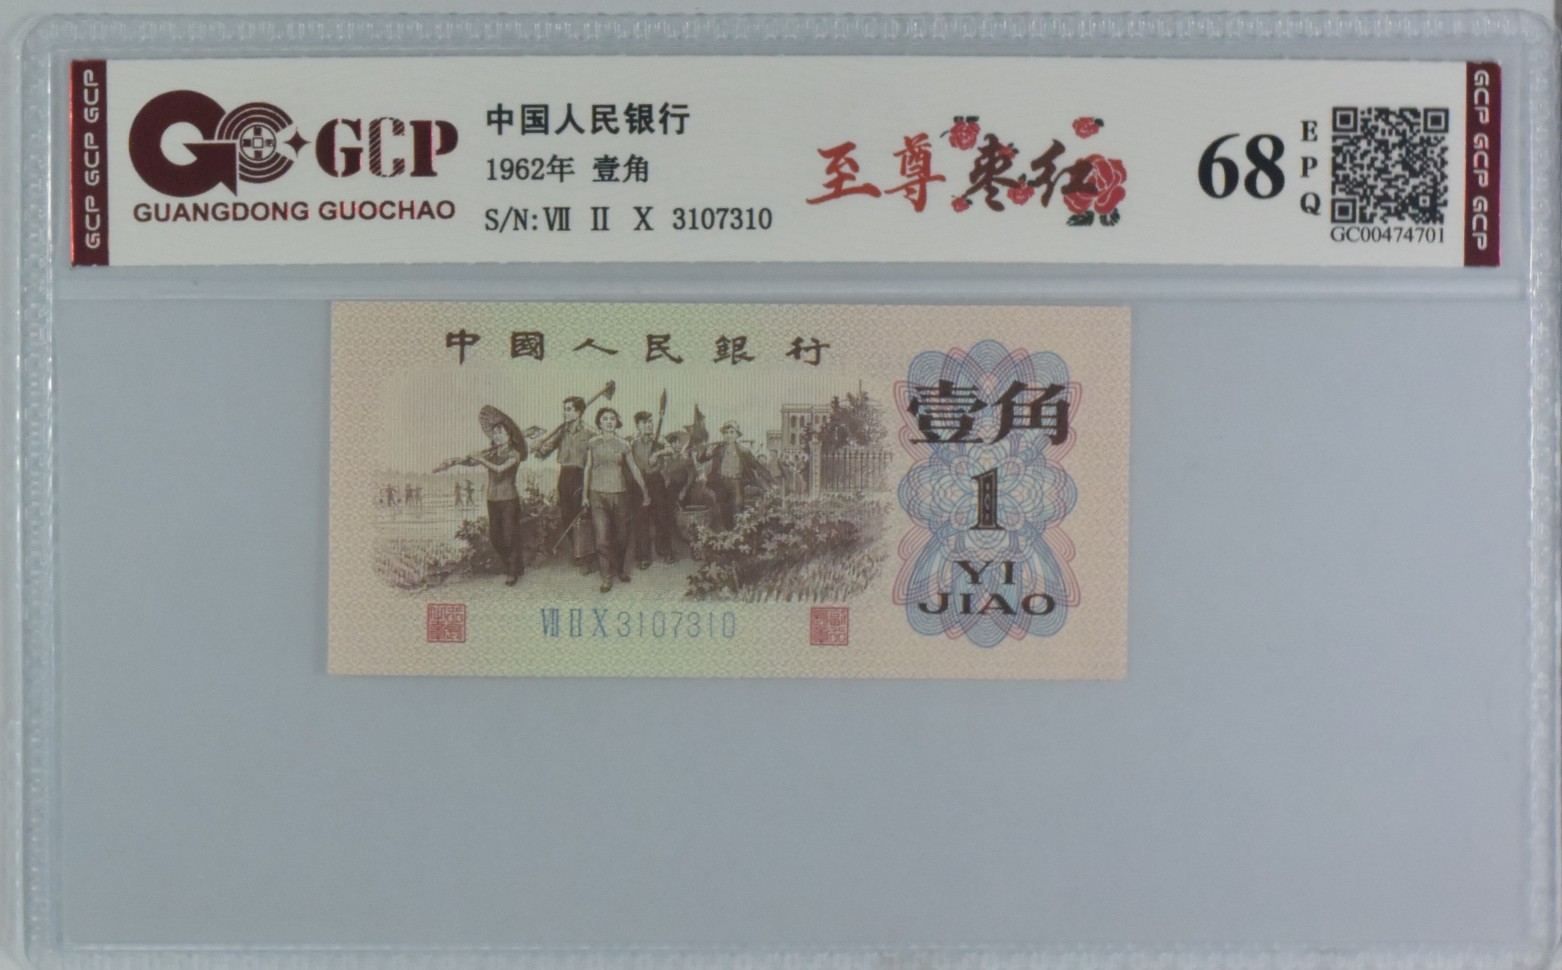 GCP GCP GCP
GCP
GUANGDONG GUOCHAO
中国人民银行
1962年 壹角
S/N: Ⅶ Ⅱ Ⅹ 3107310
至尊枣红
68
EPQ
GC00474701
GCP GCP GCP
中國人民銀行
壹角
1
YI
JIAO
ⅦⅡⅩ3107310